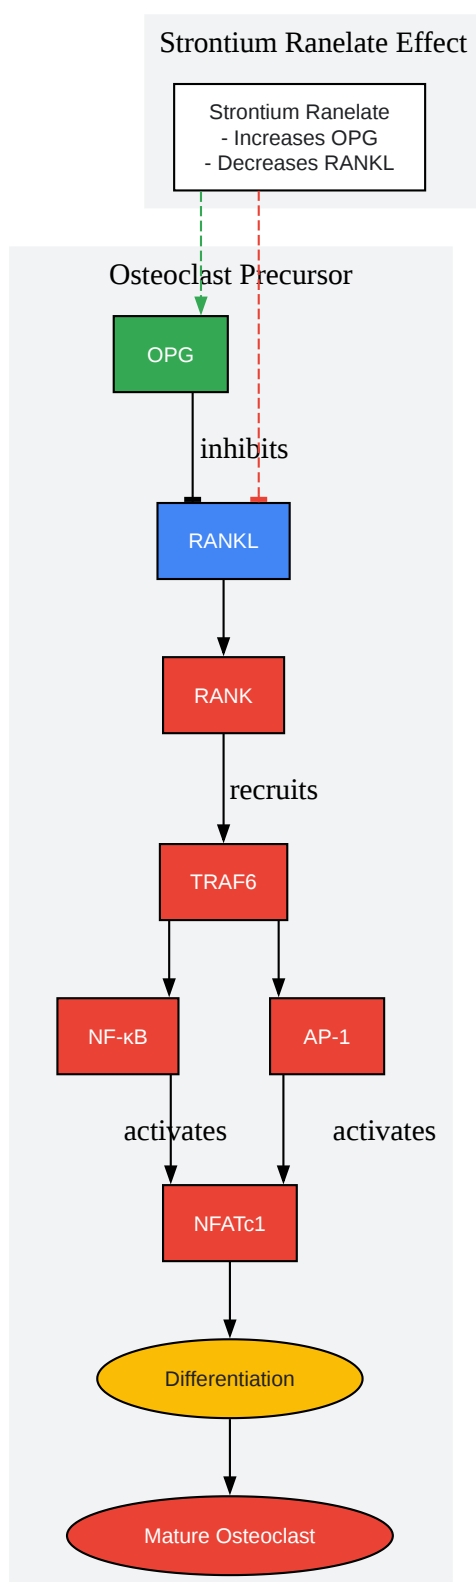 Strontium Ranelate Effect
Strontium Ranelate
- Increases OPG
- Decreases RANKL
Osteoclast Precursor
OPG
inhibits
RANKL
RANK
recruits
TRAF6
NF-κB
AP-1
activates
activates
NFATc1
Differentiation
Mature Osteoclast